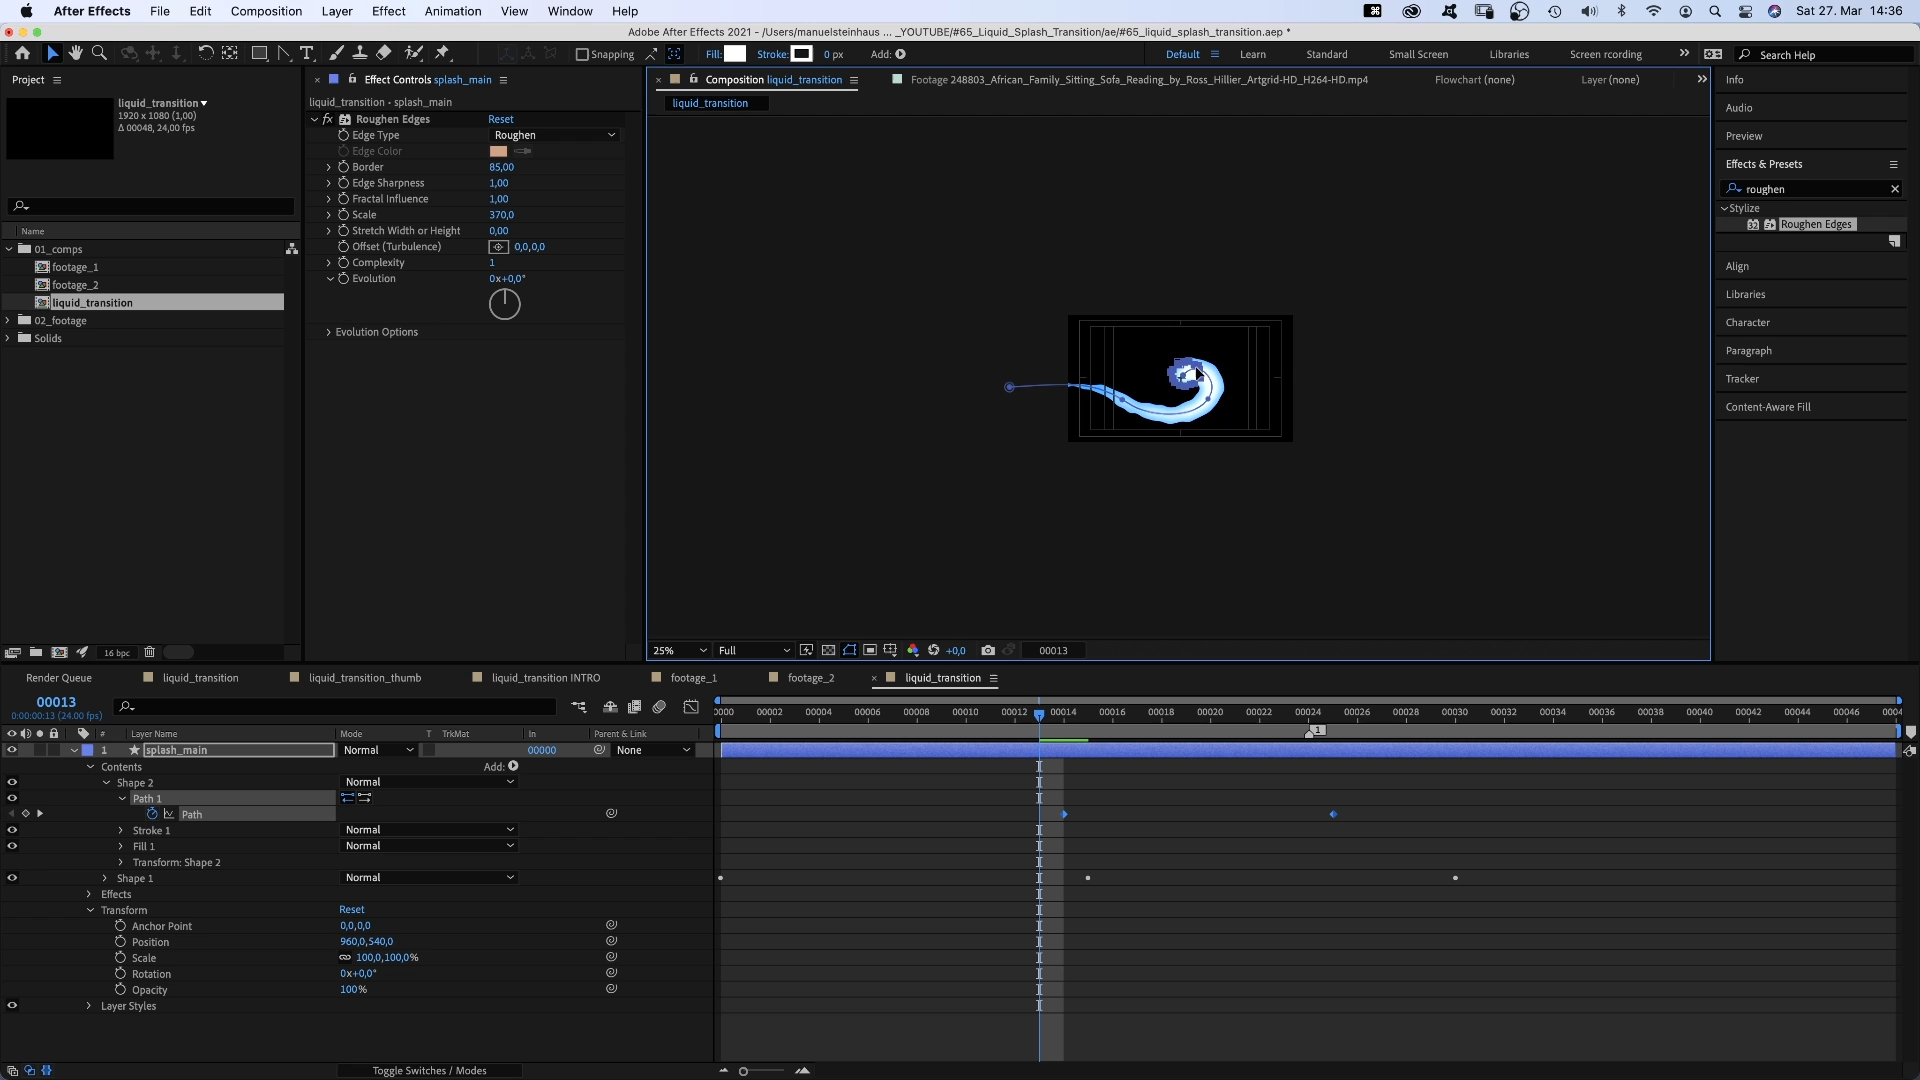 After Effects File Edit Composition Layer Effect Animation View Window Help Sat 27. Mar 14:36
Adobe After Effects 2021 - /Users/manuelsteinhaus ... _YOUTUBE/#65_Liquid_Splash_Transition/ae/#65_liquid_splash_transition.aep *
Snapping Fill: Stroke: 0 px Add: Default Learn Standard Small Screen Libraries Screen rcording Search Help
Project Effect Controls splash_main Composition liquid_transition Footage 248803_African_Family_Sitting_Sofa_Reading_by_Ross_Hillier_Artgrid-HD_H264-HD.mp4 Flowchart (none) Layer (none) Info
liquid_transition
1920 x 1080 (1,00)
Δ 00048, 24,00 fps
liquid_transition • splash_main
liquid_transition
fx Roughen Edges Reset
Edge Type Roughen
Edge Color
Border 85,00
Edge Sharpness 1,00
Fractal Influence 1,00
Scale 370,0
Stretch Width or Height 0,00
Offset (Turbulence) 0,0,0,0
Complexity 1
Evolution 0x+0,0°
Evolution Options
Name
01_comps
footage_1
footage_2
liquid_transition
02_footage
Solids
16 bpc
Audio
Preview
Effects & Presets
roughen
Stylize
32 Roughen Edges
Align
Libraries
Character
Paragraph
Tracker
Content-Aware Fill
25% Full +0,0 00013
Render Queue liquid_transition liquid_transition_thumb liquid_transition INTRO footage_1 footage_2 liquid_transition
00013
0:00:00:13 (24.00 fps)
0000 00002 00004 00006 00008 00010 00012 00014 00016 00018 00020 00022 00024 00026 00028 00030 00032 00034 00036 00038 00040 00042 00044 00046 0004
# Layer Name Mode T TrkMat In Parent & Link
1
1 splash_main Normal 00000 None
Contents Add:
Shape 2 Normal
Path 1
Path
Stroke 1 Normal
Fill 1 Normal
Transform: Shape 2
Shape 1 Normal
Effects
Transform Reset
Anchor Point 0,0,0,0
Position 960,0,540,0
Scale 100,0,100,0%
Rotation 0x+0,0°
Opacity 100%
Layer Styles
Toggle Switches / Modes